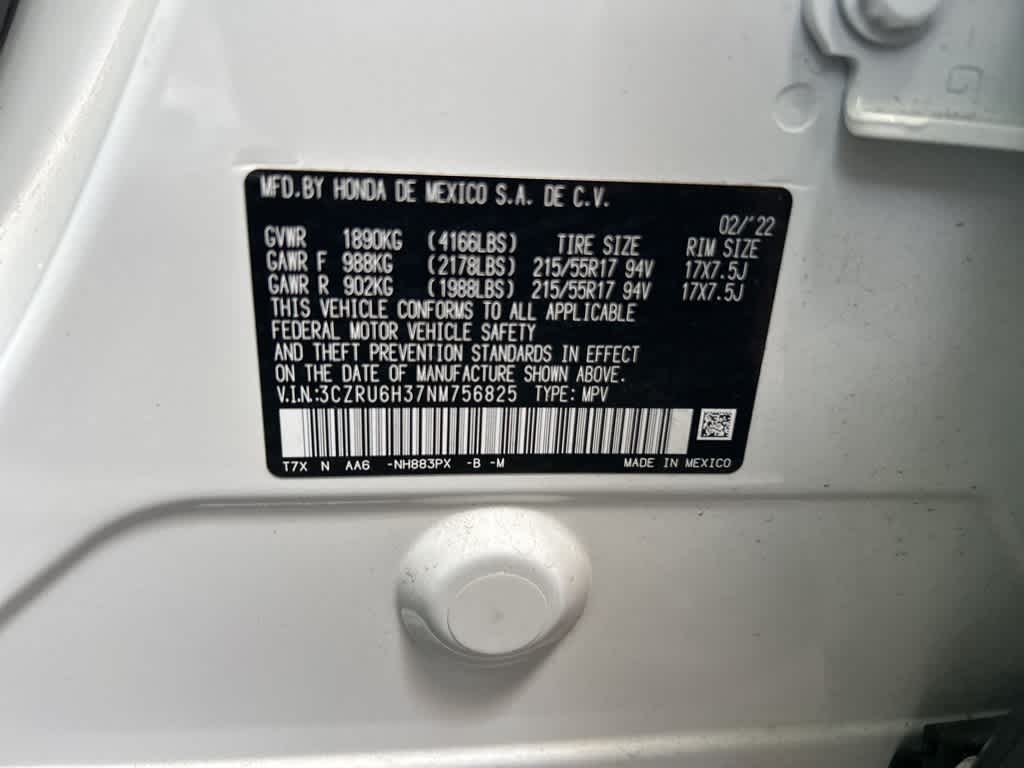 MFD.BY HONDA DE MEXICO S.A. DE C.V.
02/'22
GVWR 1890KG (4166LBS) TIRE SIZE RIM SIZE
GAWR F 988KG (2178LBS) 215/55R17 94V 17X7.5J
GAWR R 902KG (1988LBS) 215/55R17 94V 17X7.5J
THIS VEHICLE CONFORMS TO ALL APPLICABLE
FEDERAL MOTOR VEHICLE SAFETY
AND THEFT PREVENTION STANDARDS IN EFFECT
ON THE DATE OF MANUFACTURE SHOWN ABOVE.
V.I.N.:3CZRU6H37NM756825 TYPE: MPV
T7X N AA6 -NH883PX -B -M MADE IN MEXICO